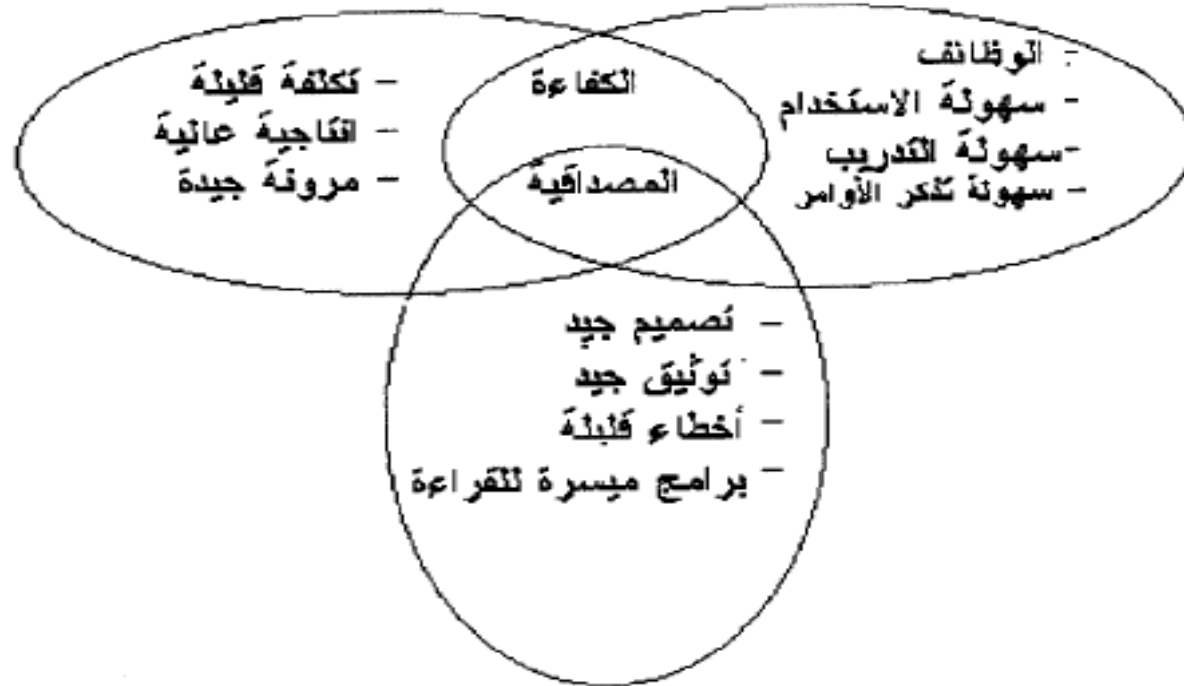 - الوظائف
- سهولة الاستخدام
- سهولة التدريب
- سهولة تذكر الأوامر
الكفاءة
المصداقية
- تكلفة قليلة
- انتاجية عالية
- مرونة جيدة
- تصميم جيد
- توثيق جيد
- أخطاء قليلة
- برامج ميسرة للقراءة